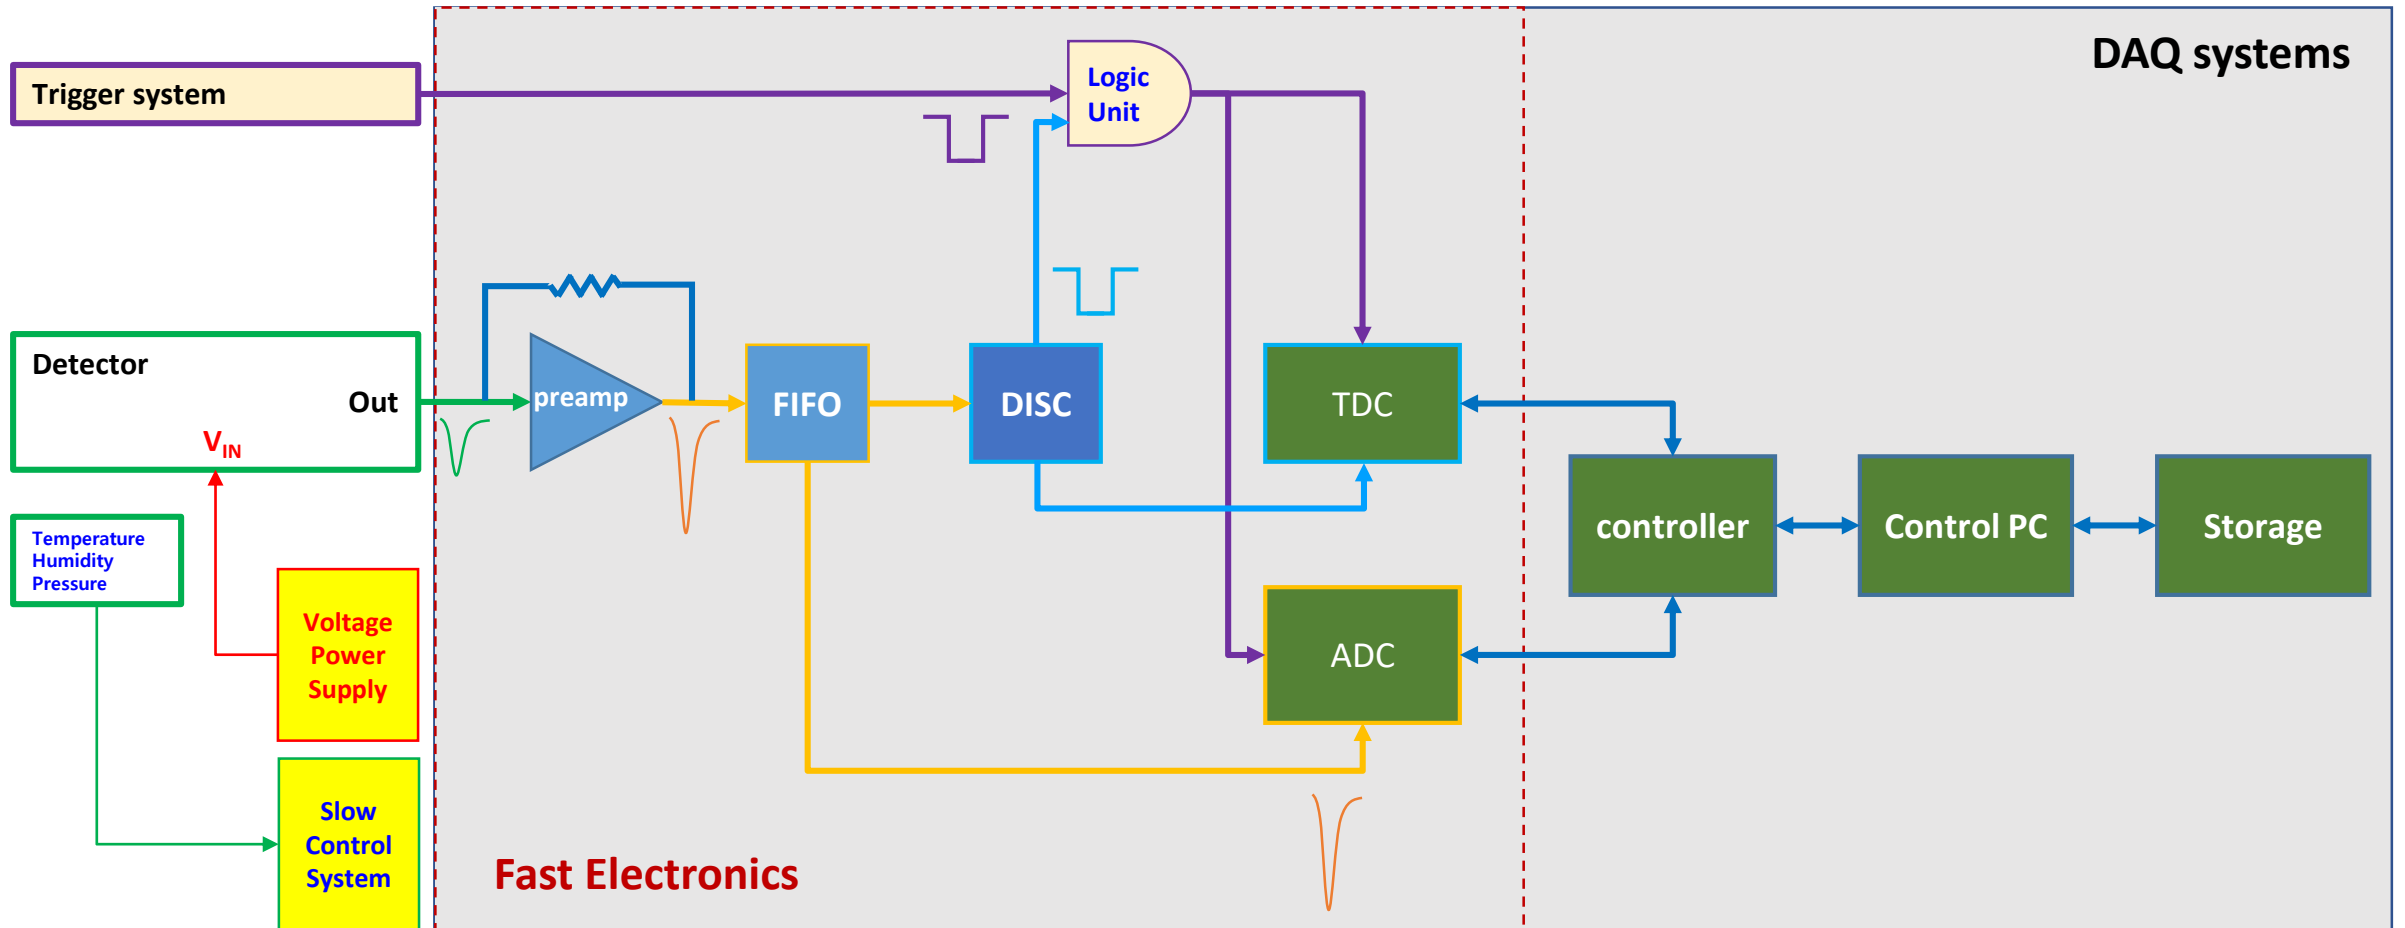 DAQ systems
Trigger system
Logic
Unit
Detector
Out
V_IN
preamp
FIFO
DISC
TDC
Temperature
Humidity
Pressure
controller
Control PC
Storage
Voltage
Power
Supply
ADC
Slow
Control
System
Fast Electronics